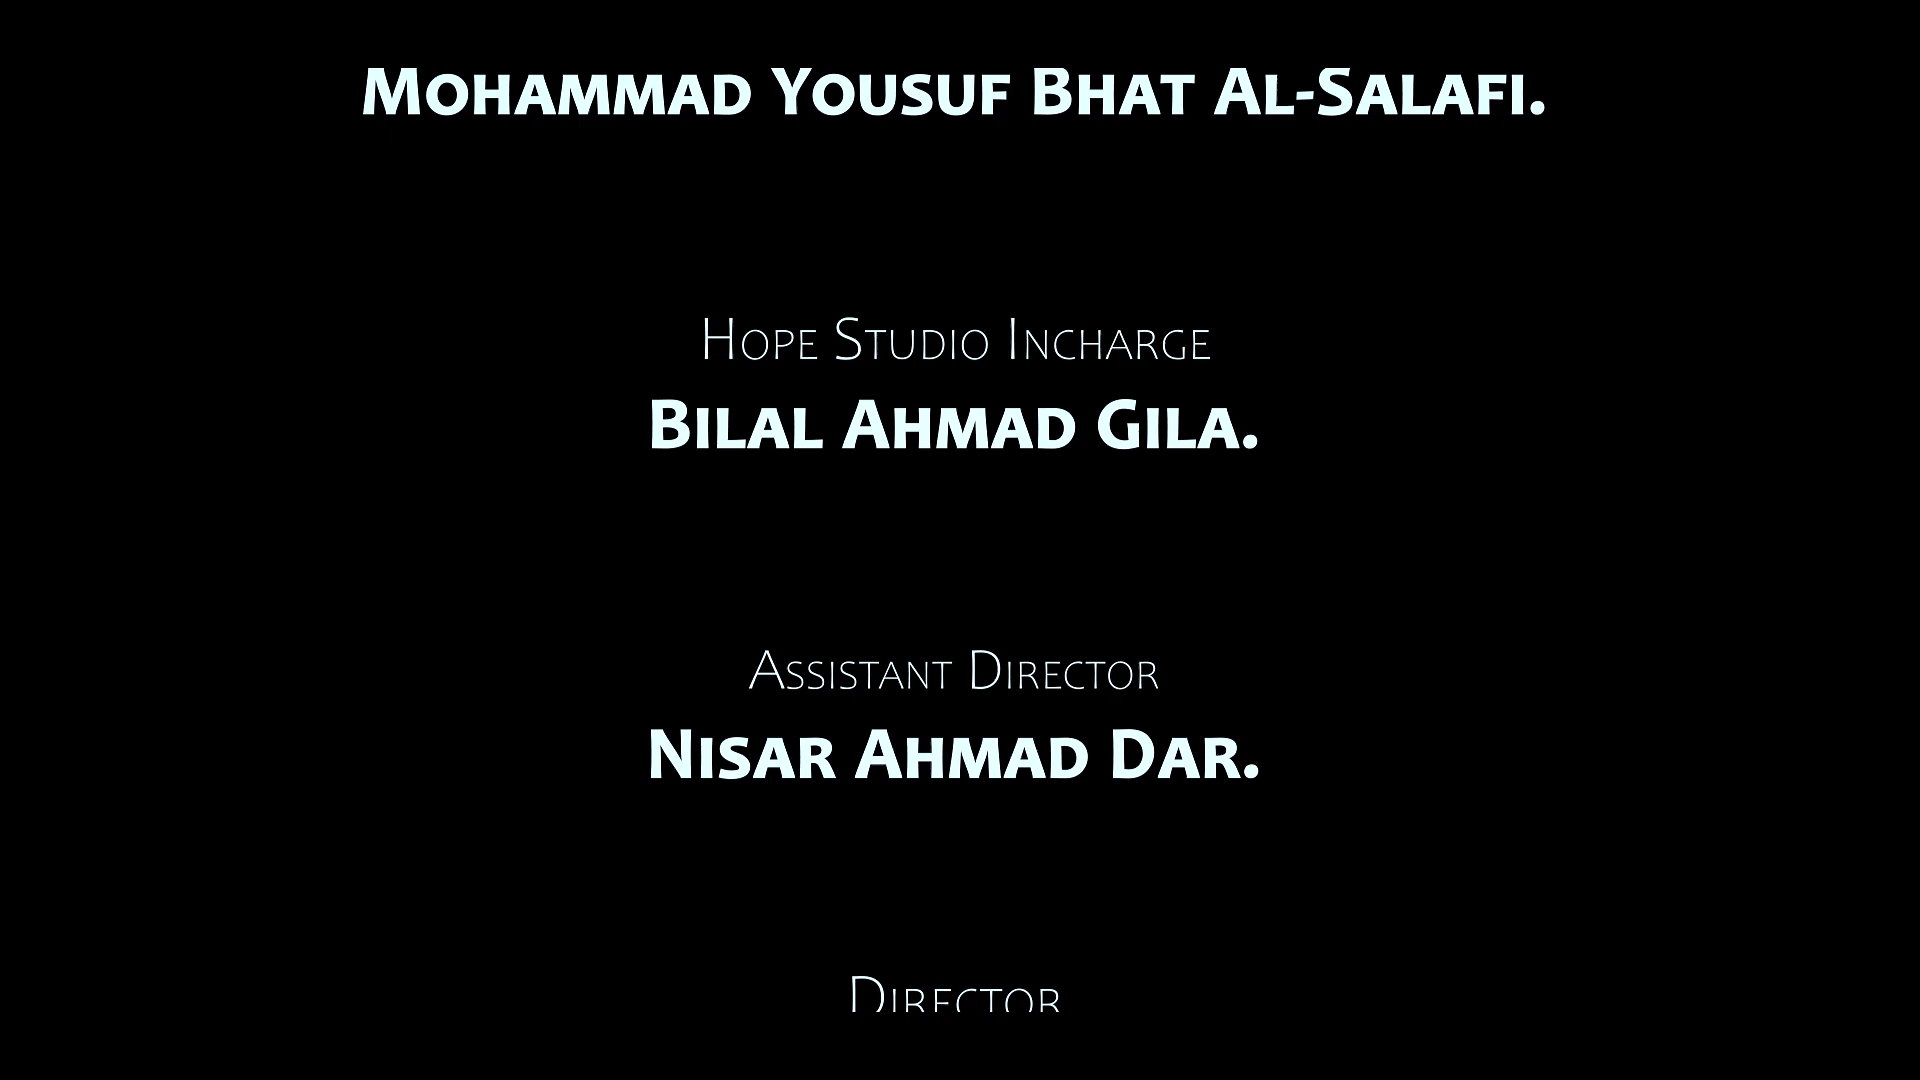 Mohammad Yousuf Bhat Al-Salafi.
Hope Studio Incharge
Bilal Ahmad Gila.
Assistant Director
Nisar Ahmad Dar.
Director